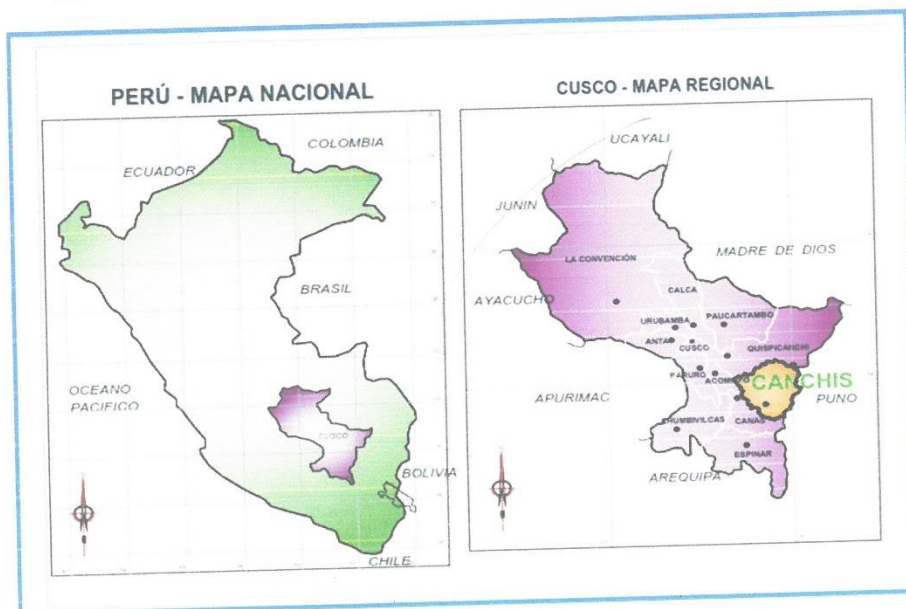 PERÚ - MAPA NACIONAL
COLOMBIA
ECUADOR
BRASIL
OCEANO
PACIFICO
CUSCO
BOLIVIA
CHILE
CUSCO - MAPA REGIONAL
UCAYALI
JUNIN
MADRE DE DIOS
LA CONVENCIÓN
CALCA
AYACUCHO
URUBAMBA
PAUCARTAMBO
ANTA
CUSCO
QUISPICANCHI
PARURO
ACOMAYO
CANCHIS
APURIMAC
PUNO
CHUMBIVILCAS
CANAS
ESPINAR
AREQUIPA